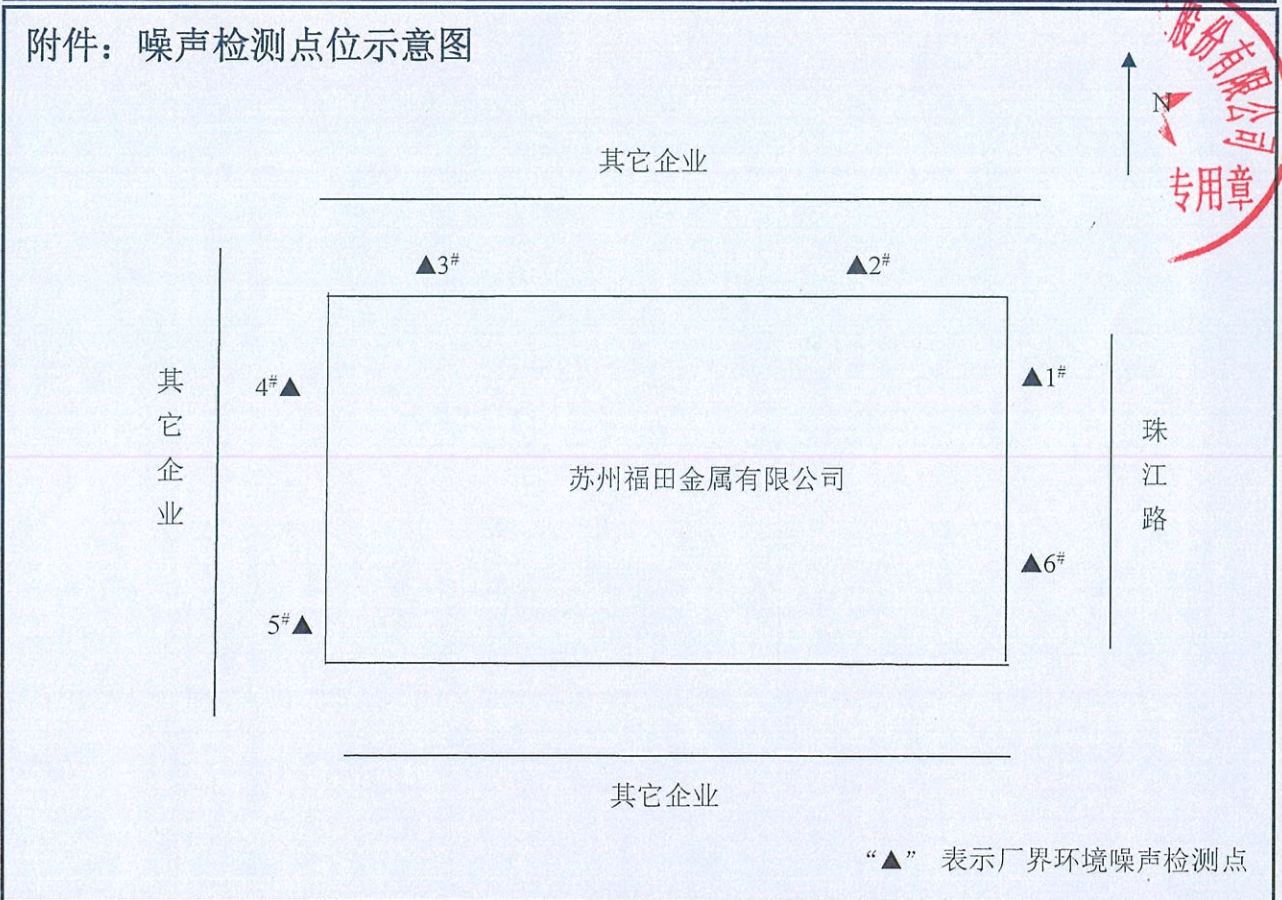 附件：噪声检测点位示意图
股份有限公司
N
专用章
其它企业
▲3#
▲2#
4#▲
▲1#
其它企业
珠江路
苏州福田金属有限公司
▲6#
5#▲
其它企业
“▲” 表示厂界环境噪声检测点